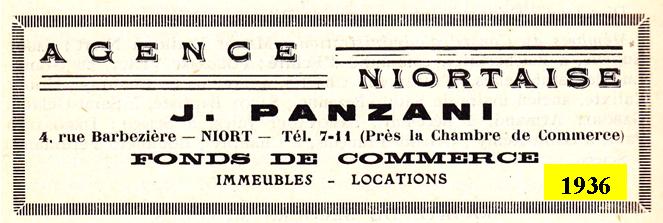 AGENCE
NIORTAISE
J. PANZANI
4, rue Barbezière — NIORT — Tél. 7-11 (Près la Chambre de Commerce)
FONDS DE COMMERCE
IMMEUBLES - LOCATIONS
1936